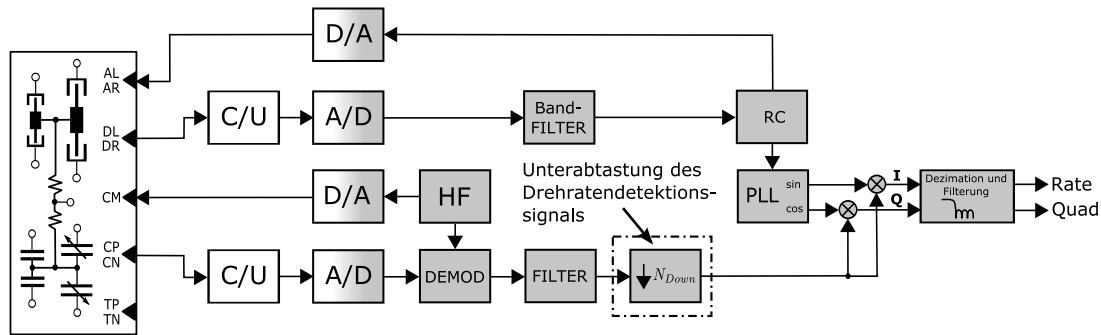 D/A
AL
AR
C/U
A/D
Band-
FILTER
RC
DL
DR
Unterabtastung des
Drehratendetektions-
signals
CM
D/A
HF
PLL
sin
cos
I
Q
Dezimation und
Filterung
Rate
Quad
CP
CN
C/U
A/D
DEMOD
FILTER
↓ N_Down
TP
TN